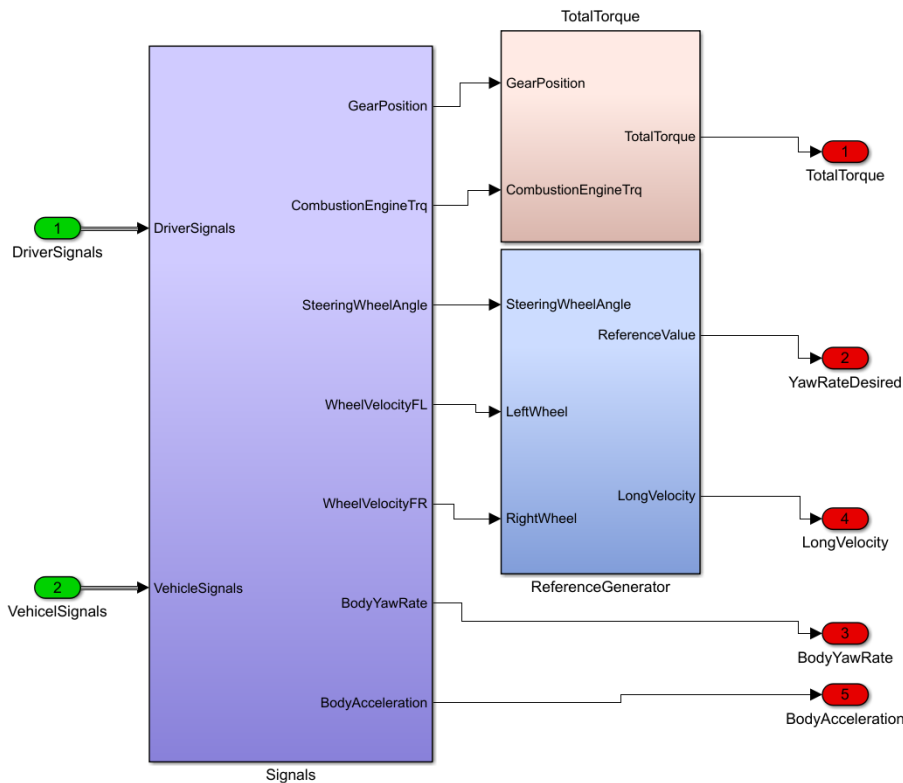 TotalTorque
GearPosition
GearPosition
TotalTorque
1
TotalTorque
CombustionEngineTrq
CombustionEngineTrq
1
DriverSignals
DriverSignals
SteeringWheelAngle
SteeringWheelAngle
ReferenceValue
2
YawRateDesired
WheelVelocityFL
LeftWheel
WheelVelocityFR
RightWheel
LongVelocity
4
LongVelocity
2
VehicelSignals
VehicleSignals
ReferenceGenerator
BodyYawRate
3
BodyYawRate
BodyAcceleration
5
BodyAcceleration
Signals